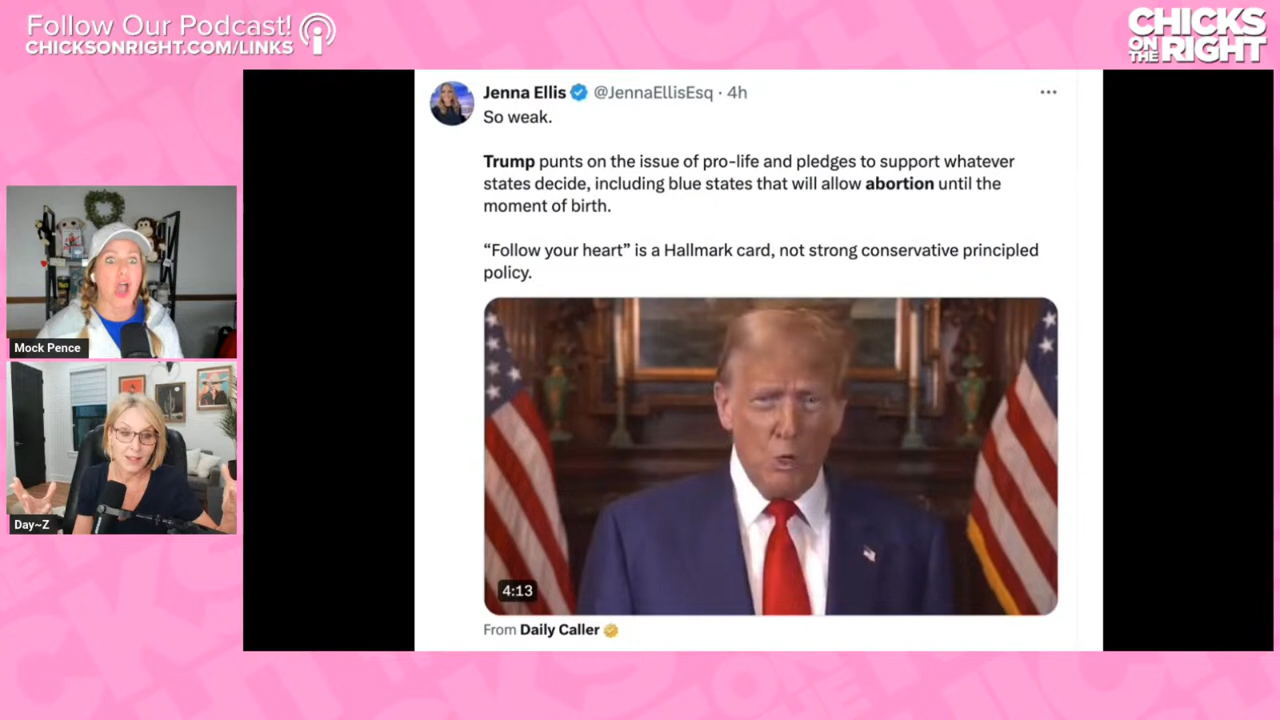 Follow Our Podcast!
CHICKSONRIGHT.COM/LINKS
CHICKS
ON THE RIGHT
Jenna Ellis @JennaEllisEsq · 4h
So weak.
Trump punts on the issue of pro-life and pledges to support whatever
states decide, including blue states that will allow abortion until the
moment of birth.
“Follow your heart” is a Hallmark card, not strong conservative principled
policy.
4:13
From Daily Caller
Mock Pence
Day~Z